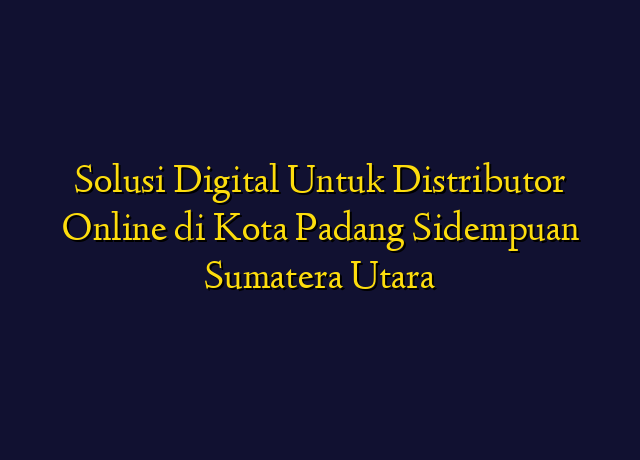 Solusi Digital Untuk Distributor
Online di Kota Padang Sidempuan
Sumatera Utara